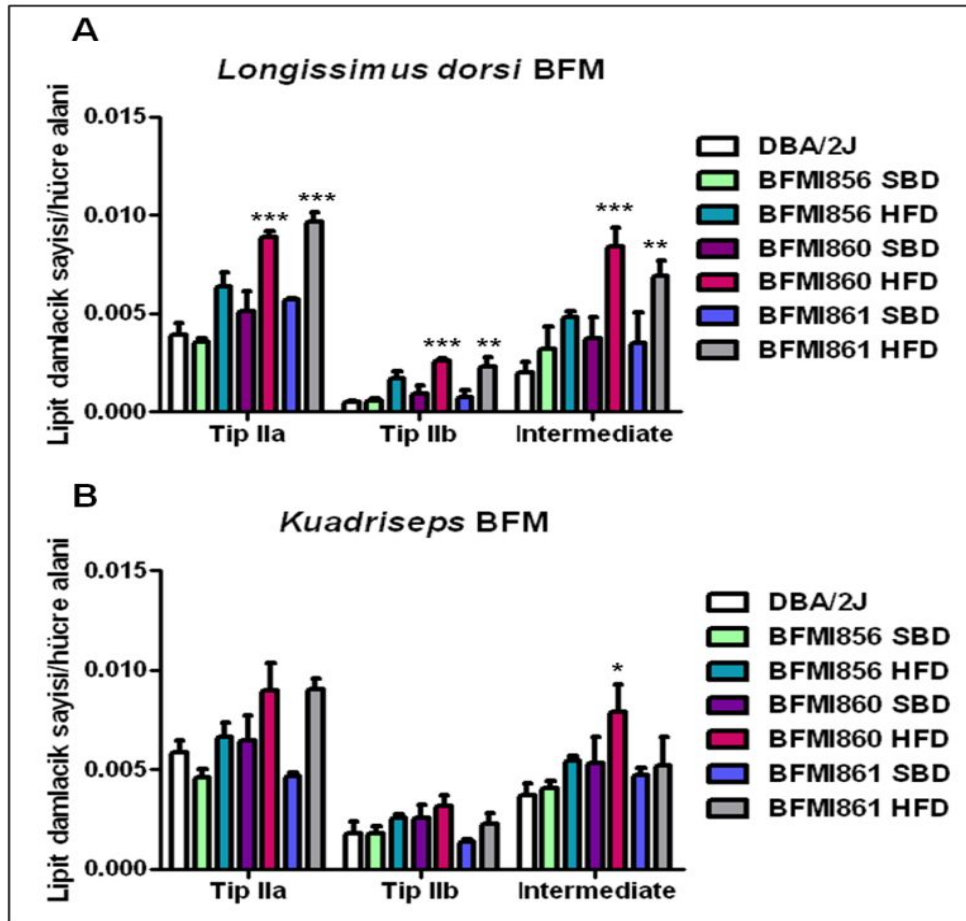 A
Longissimus dorsi BFM
Lipit damlacik sayisi/hücre alani
0.015
0.010
0.005
0.000
*** *** *** ** *** **
Tip IIa Tip IIb Intermediate
DBA/2J
BFMI856 SBD
BFMI856 HFD
BFMI860 SBD
BFMI860 HFD
BFMI861 SBD
BFMI861 HFD
B
Kuadriseps BFM
Lipit damlacik sayisi/hücre alani
0.015
0.010
0.005
0.000
*
Tip IIa Tip IIb Intermediate
DBA/2J
BFMI856 SBD
BFMI856 HFD
BFMI860 SBD
BFMI860 HFD
BFMI861 SBD
BFMI861 HFD